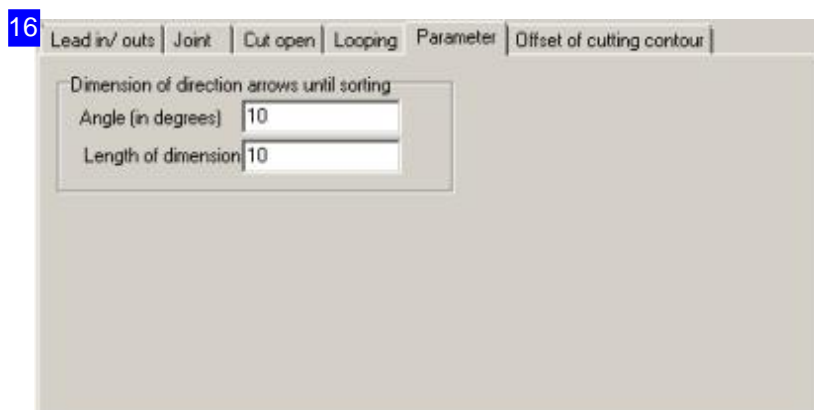 16
Lead in/ outs Joint Cut open Looping Parameter Offset of cutting contour
Dimension of direction arrows until sorting
Angle (in degrees) 10
Length of dimension 10